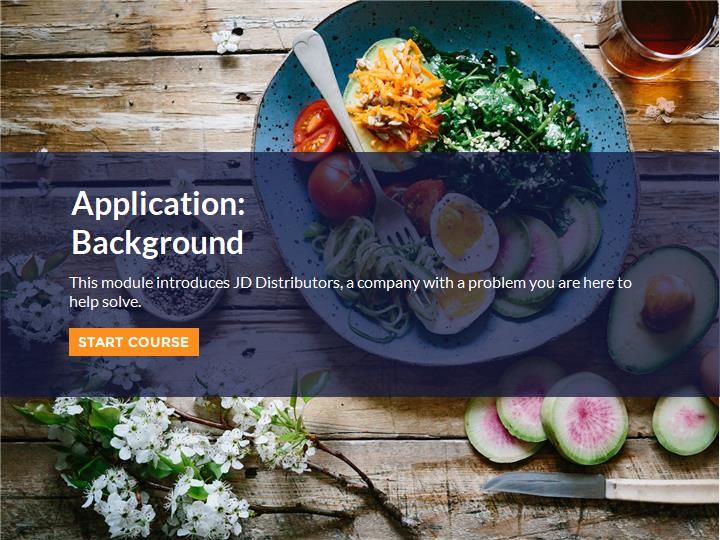 Application:
Background
This module introduces JD Distributors, a company with a problem you are here to
help solve.
START COURSE